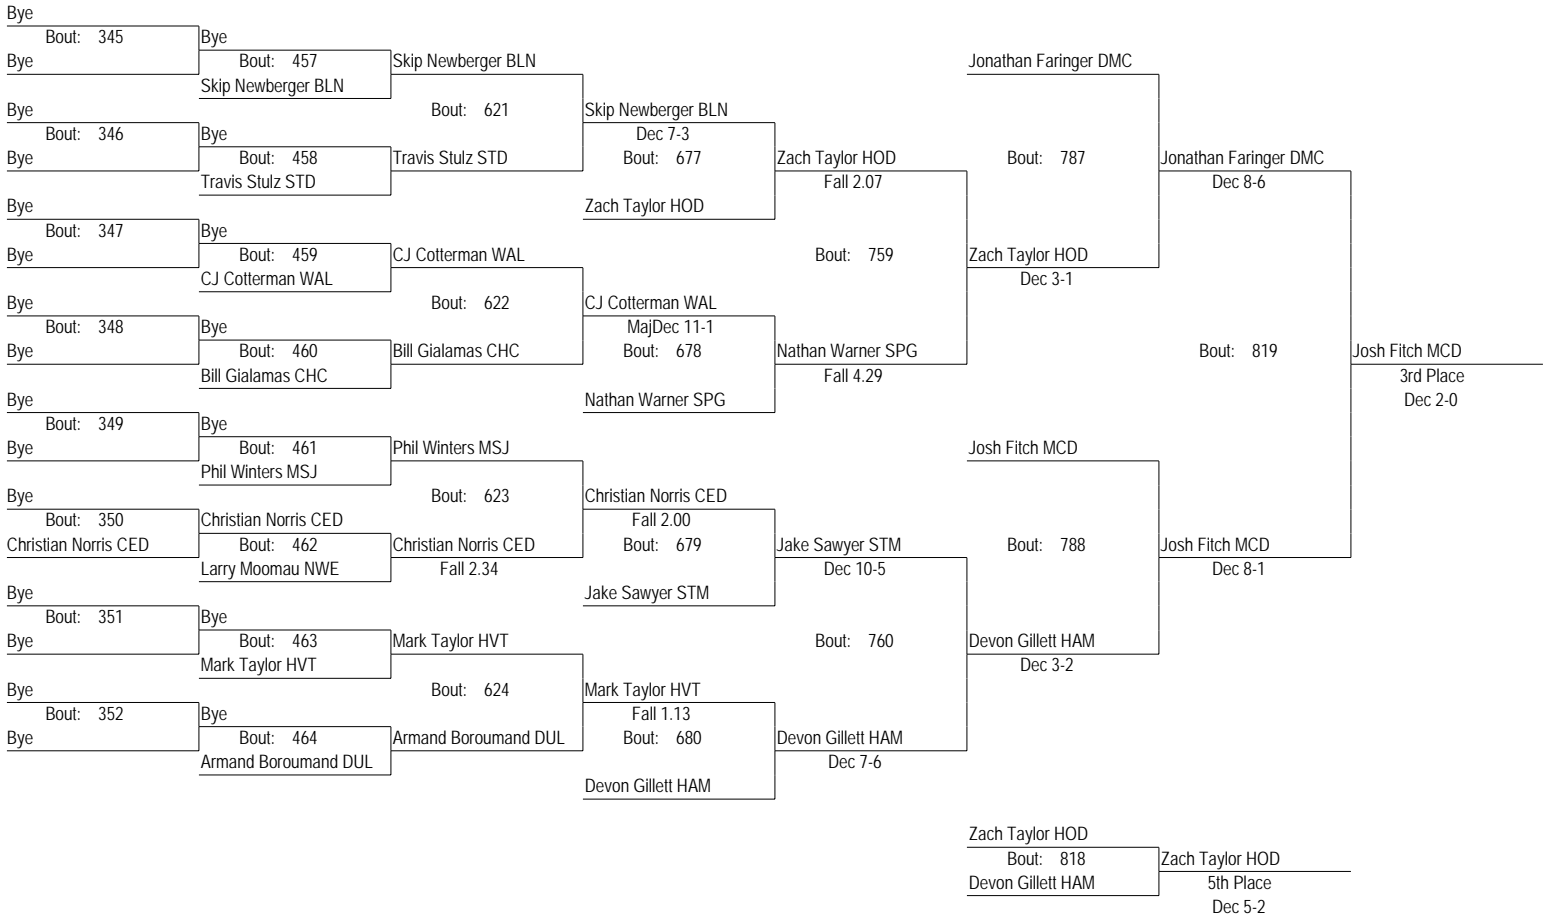 Bye
Bout: 345
Bye
Bye
Bout: 457
Skip Newberger BLN
Skip Newberger BLN
Bye
Bout: 346
Bye
Bye
Bout: 458
Travis Stulz STD
Travis Stulz STD
Bout: 621
Skip Newberger BLN
Dec 7-3
Bout: 677
Zach Taylor HOD
Bye
Bout: 347
Bye
Bye
Bout: 459
CJ Cotterman WAL
CJ Cotterman WAL
Bye
Bout: 348
Bye
Bye
Bout: 460
Bill Gialamas CHC
Bill Gialamas CHC
Bout: 622
CJ Cotterman WAL
MajDec 11-1
Bout: 678
Nathan Warner SPG
Zach Taylor HOD
Fall 2.07
Bout: 759
Nathan Warner SPG
Fall 4.29
Bye
Bout: 349
Bye
Bye
Bout: 461
Phil Winters MSJ
Phil Winters MSJ
Bye
Bout: 350
Christian Norris CED
Christian Norris CED
Bout: 462
Larry Moomau NWE
Christian Norris CED
Fall 2.34
Bout: 623
Christian Norris CED
Fall 2.00
Bout: 679
Jake Sawyer STM
Bye
Bout: 351
Bye
Bye
Bout: 463
Mark Taylor HVT
Mark Taylor HVT
Bye
Bout: 352
Bye
Bye
Bout: 464
Armand Boroumand DUL
Armand Boroumand DUL
Bout: 624
Mark Taylor HVT
Fall 1.13
Bout: 680
Devon Gillett HAM
Jake Sawyer STM
Dec 10-5
Bout: 760
Devon Gillett HAM
Dec 7-6
Jonathan Faringer DMC
Bout: 787
Zach Taylor HOD
Dec 3-1
Jonathan Faringer DMC
Dec 8-6
Josh Fitch MCD
Bout: 788
Devon Gillett HAM
Dec 3-2
Josh Fitch MCD
Dec 8-1
Bout: 819
Josh Fitch MCD
3rd Place
Dec 2-0
Zach Taylor HOD
Bout: 818
Devon Gillett HAM
Zach Taylor HOD
5th Place
Dec 5-2